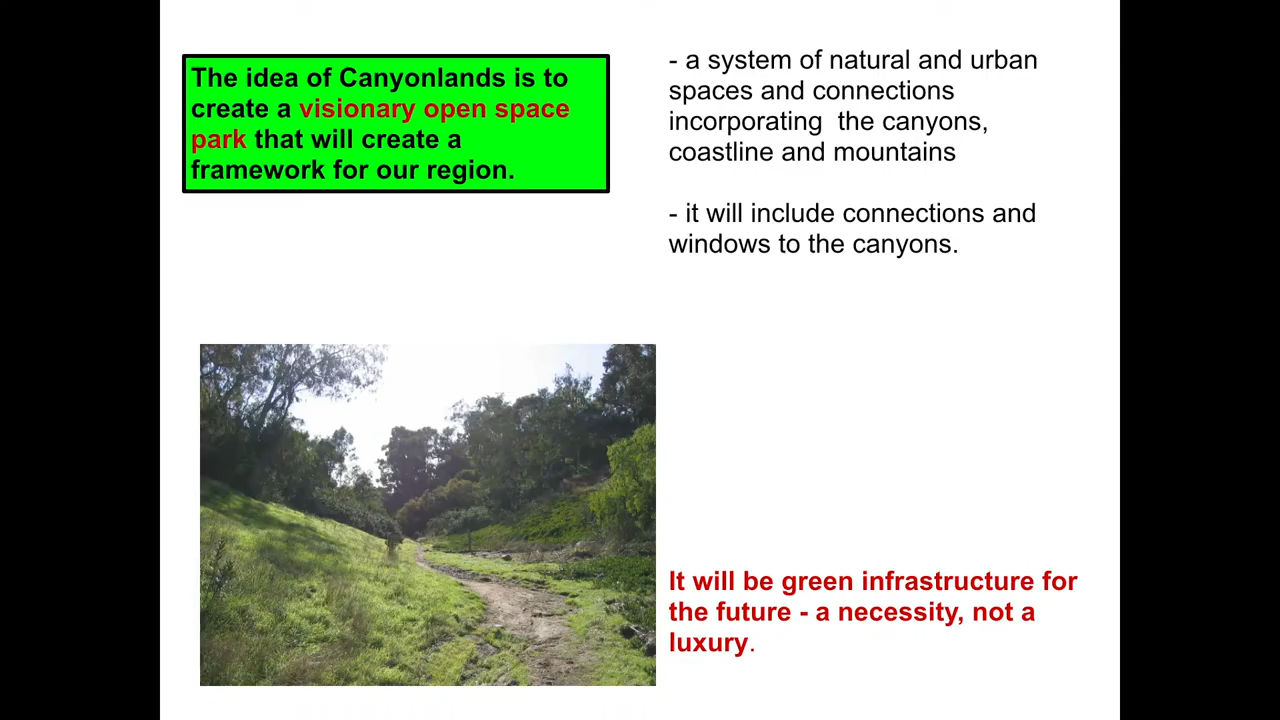 The idea of Canyonlands is to
create a visionary open space
park that will create a
framework for our region.
- a system of natural and urban
spaces and connections
incorporating  the canyons,
coastline and mountains
- it will include connections and
windows to the canyons.
It will be green infrastructure for
the future - a necessity, not a
luxury.